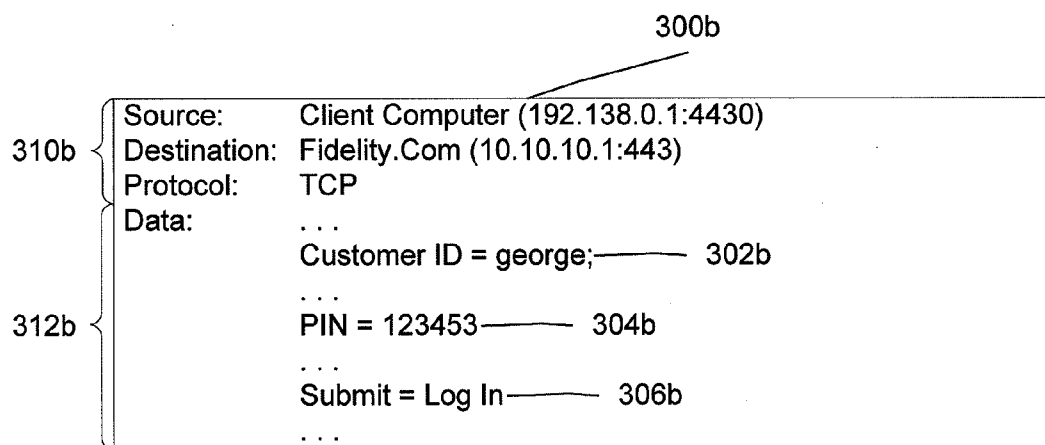 300b
310b
Source: Client Computer (192.138.0.1:4430)
Destination: Fidelity.Com (10.10.10.1:443)
Protocol: TCP
312b
Data: . . .
Customer ID = george; 302b
. . .
PIN = 123453 304b
. . .
Submit = Log In 306b
. . .